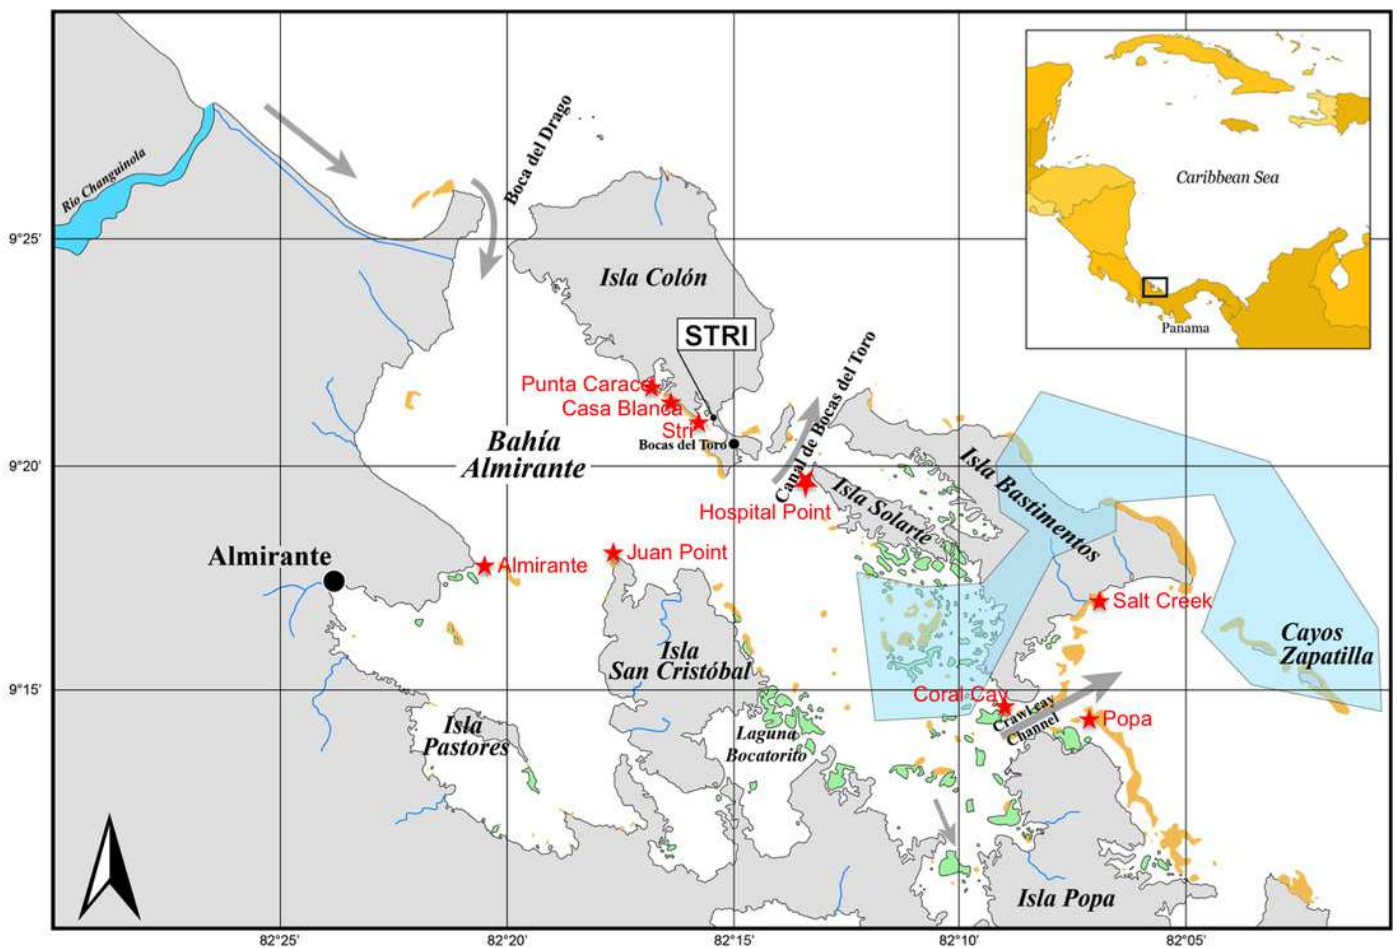 Caribbean Sea
Panama
Boca del Drago
Río Changuinola
9°25'
Isla Colón
STRI
Punta Caracol
Casa Blanca
Stri
Bocas del Toro
Canal de Bocas del Toro
Bahía
Almirante
9°20'
Hospital Point
Isla Solarte
Isla Bastimentos
Almirante
Almirante
Juan Point
Salt Creek
Cayos
Zapatilla
Isla
San Cristóbal
9°15'
Coral Cay
Crawl cay
Channel
Popa
Isla
Pastores
Laguna
Bocatorito
Isla Popa
82°25'
82°20'
82°15'
82°10'
82°05'